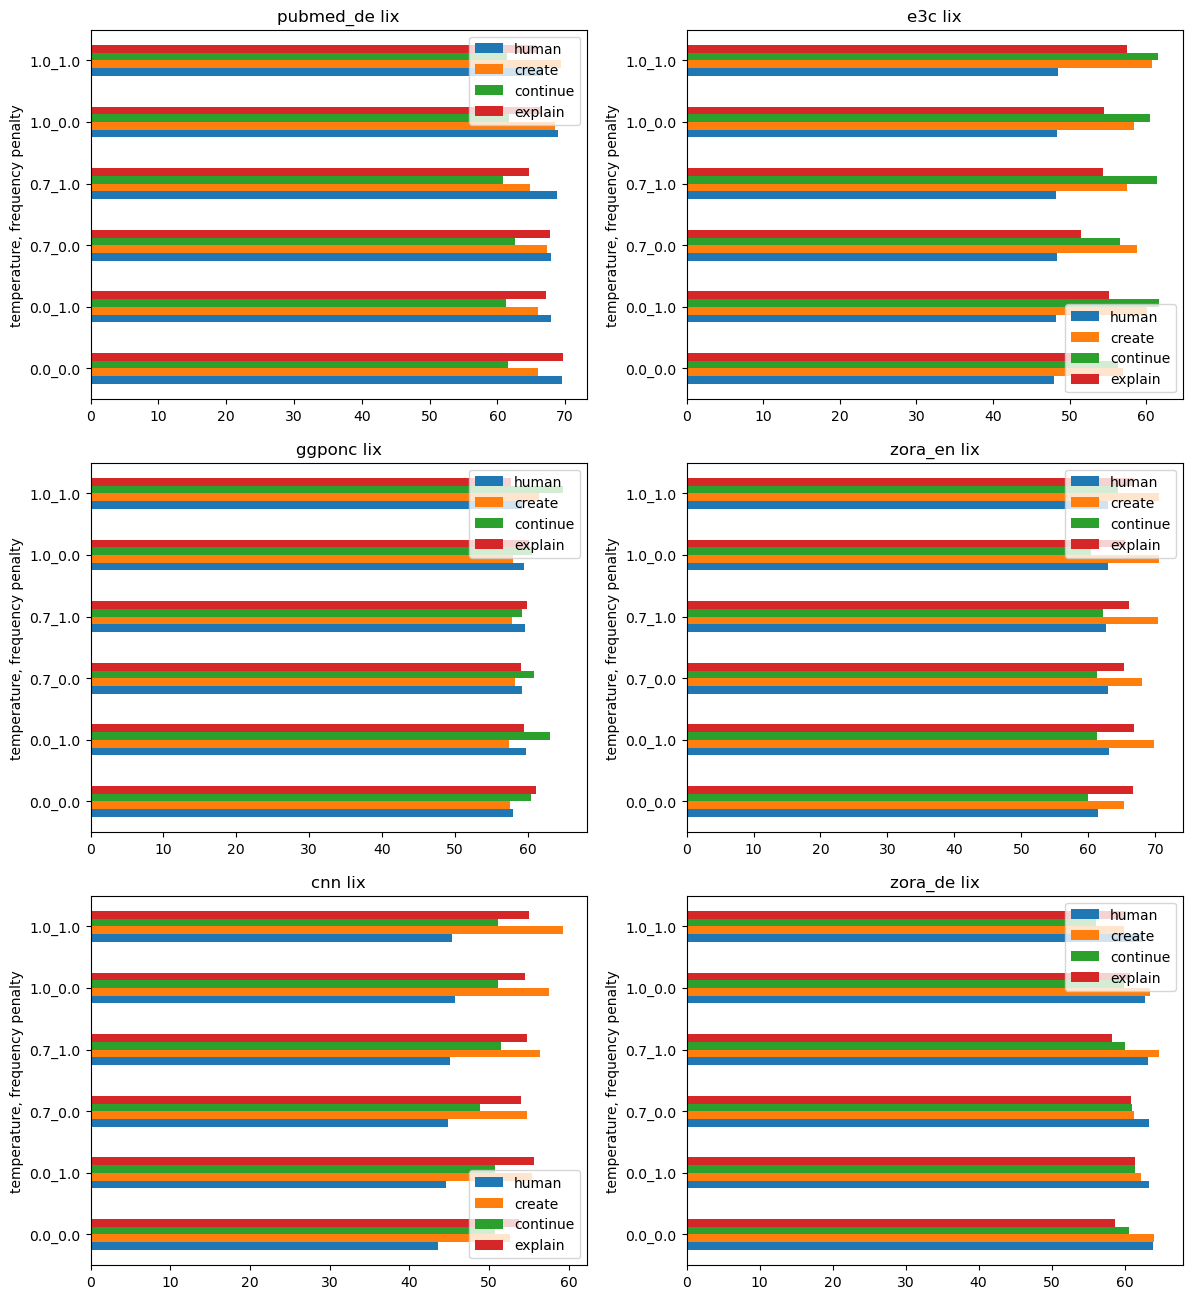 pubmed_de lix
temperature, frequency penalty
1.0_1.0
1.0_0.0
0.7_1.0
0.7_0.0
0.0_1.0
0.0_0.0
0 10 20 30 40 50 60 70
human
create
continue
explain
e3c lix
temperature, frequency penalty
1.0_1.0
1.0_0.0
0.7_1.0
0.7_0.0
0.0_1.0
0.0_0.0
0 10 20 30 40 50 60
human
create
continue
explain
ggponc lix
temperature, frequency penalty
1.0_1.0
1.0_0.0
0.7_1.0
0.7_0.0
0.0_1.0
0.0_0.0
0 10 20 30 40 50 60
human
create
continue
explain
zora_en lix
temperature, frequency penalty
1.0_1.0
1.0_0.0
0.7_1.0
0.7_0.0
0.0_1.0
0.0_0.0
0 10 20 30 40 50 60 70
human
create
continue
explain
cnn lix
temperature, frequency penalty
1.0_1.0
1.0_0.0
0.7_1.0
0.7_0.0
0.0_1.0
0.0_0.0
0 10 20 30 40 50 60
human
create
continue
explain
zora_de lix
temperature, frequency penalty
1.0_1.0
1.0_0.0
0.7_1.0
0.7_0.0
0.0_1.0
0.0_0.0
0 10 20 30 40 50 60
human
create
continue
explain